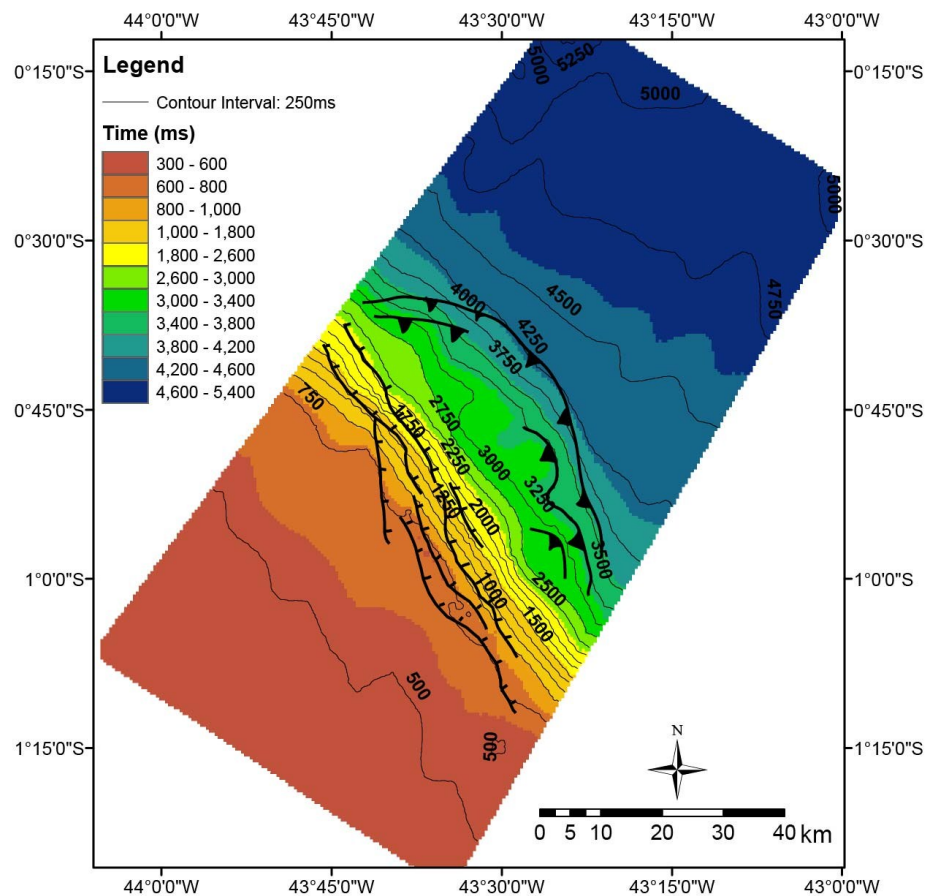 44°0'0"W 43°45'0"W 43°30'0"W 43°15'0"W 43°0'0"W
0°15'0"S
0°30'0"S
0°45'0"S
1°0'0"S
1°15'0"S
0°15'0"S
0°30'0"S
0°45'0"S
1°0'0"S
1°15'0"S
Legend
Contour Interval: 250ms
Time (ms)
300 - 600
600 - 800
800 - 1,000
1,000 - 1,800
1,800 - 2,600
2,600 - 3,000
3,000 - 3,400
3,400 - 3,800
3,800 - 4,200
4,200 - 4,600
4,600 - 5,400
5000
5250
5000
5000
4750
4500
4000
4250
3750
750
1750
2750
2250
3000
1250
3250
2000
3500
1000
2500
1500
500
500
N
0 5 10 20 30 40 km
44°0'0"W 43°45'0"W 43°30'0"W 43°15'0"W 43°0'0"W